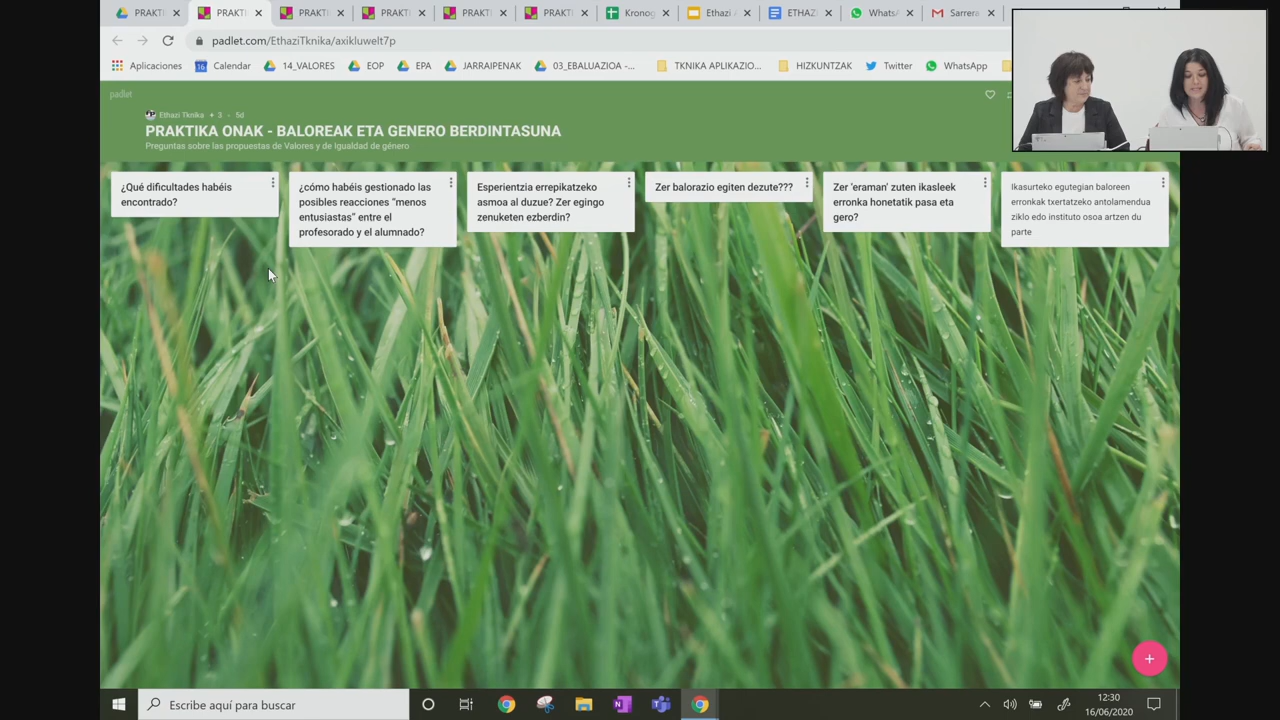 PRAKTI
PRAKTI
PRAKTI
PRAKTI
PRAKTI
PRAKTI
Kronog
Ethazi
ETHAZ
WhatsA
Sarrera
padlet.com/EthaziTknika/axikluwelt7p
Aplicaciones
Calendar
14_VALORES
EOP
EPA
JARRAIPENAK
03_EBALUAZIOA -...
TKNIKA APLIKAZIO...
HIZKUNTZAK
Twitter
WhatsApp
padlet
Ethazi Tknika + 3 - 5d
PRAKTIKA ONAK - BALOREAK ETA GENERO BERDINTASUNA
Preguntas sobre las propuestas de Valores y de Igualdad de género
¿Qué dificultades habéis
encontrado?
¿cómo habéis gestionado las
posibles reacciones “menos
entusiastas” entre el
profesorado y el alumnado?
Esperientzia errepikatzeko
asmoa al duzue? Zer egingo
zenuketen ezberdin?
Zer balorazio egiten dezute???
Zer 'eraman' zuten ikasleek
erronka honetatik pasa eta
gero?
Ikasurteko egutegian baloreen
erronkak txertatzeko antolamendua
ziklo edo instituto osoa artzen du
parte
Escribe aquí para buscar
12:30
16/06/2020